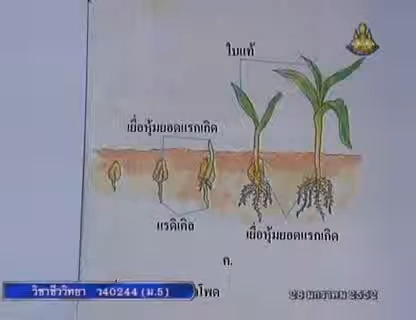 ใบแท้
เยื่อหุ้มยอดแรกเกิด
แรดิเคิล
เยื่อหุ้มยอดแรกเกิด
ค.
โพด
วิชาชีววิทยา ว40244 (ม.5)
28 มกราคม 2552